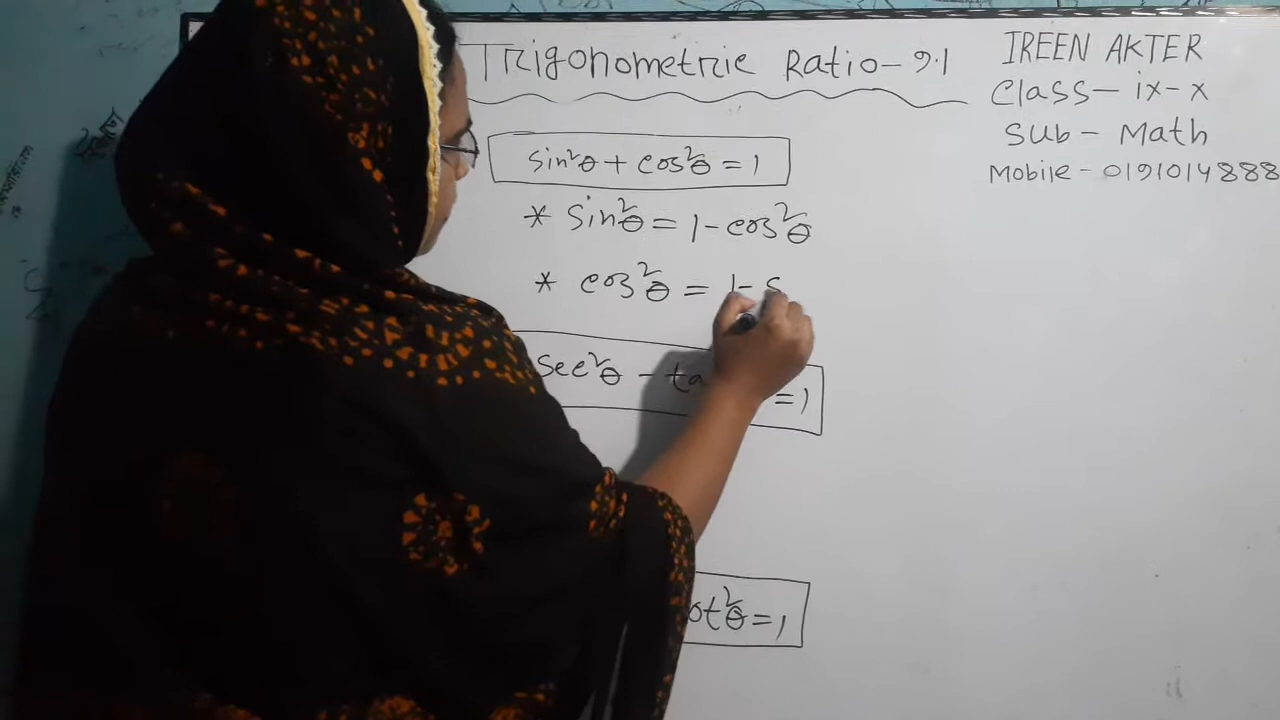 Trigonometric Ratio-9.1
IREEN AKTER
Class- ix-x
Sub- Math
Mobile-0191014888
sin²θ + cos²θ = 1
* sin²θ = 1-cos²θ
* cos²θ = 1-s
sec²θ - ta = 1
ot²θ = 1